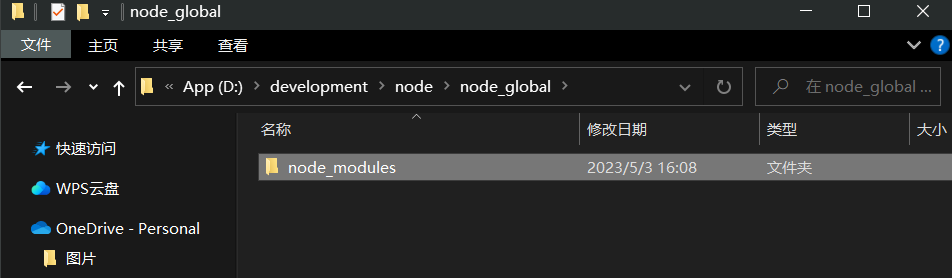 node_global
文件 主页 共享 查看
« App (D:) development node node_global 在 node_global ...
名称 修改日期 类型 大小
快速访问
node_modules 2023/5/3 16:08 文件夹
WPS云盘
OneDrive - Personal
图片